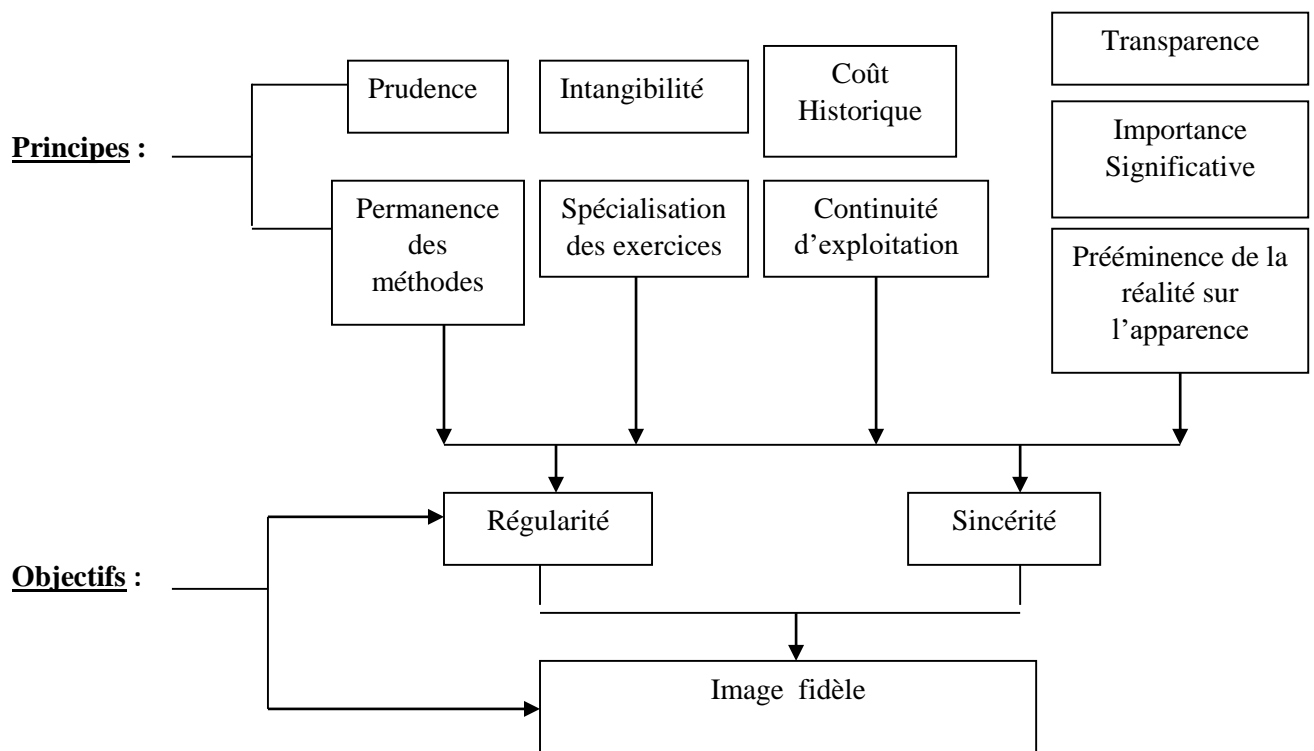 Transparence
Prudence
Intangibilité
Coût
Historique
Principes :
Importance
Significative
Permanence
des
méthodes
Spécialisation
des exercices
Continuité
d’exploitation
Prééminence de la
réalité sur
l’apparence
Régularité
Sincérité
Objectifs :
Image fidèle